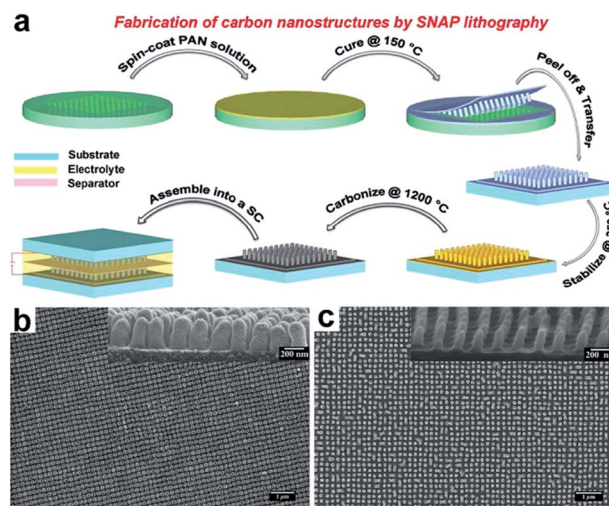 a
Fabrication of carbon nanostructures by SNAP lithography
Spin-coat PAN solution
Cure @ 150 °C
Peel off & Transfer
Substrate
Electrolyte
Separator
Assemble into a SC
Carbonize @ 1200 °C
Stabilize @
b
200 nm
1 µm
c
200 n
1 µm